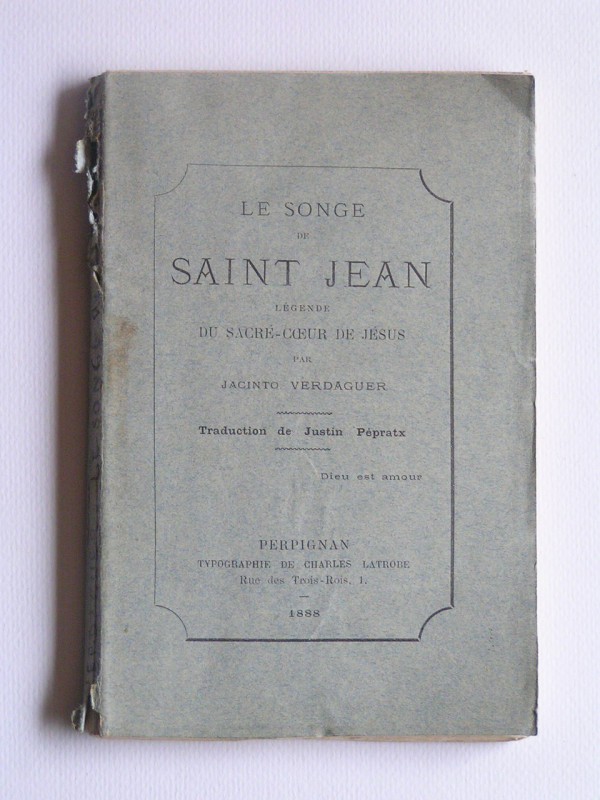 LE SONGE
DE
SAINT JEAN
LÉGENDE
DU SACRÉ-CŒUR DE JÉSUS
PAR
JACINTO VERDAGUER
Traduction de Justin Pépratx
Dieu est amour
PERPIGNAN
TYPOGRAPHIE DE CHARLES LATROBE
Rue des Trois-Rois, 1.
1888